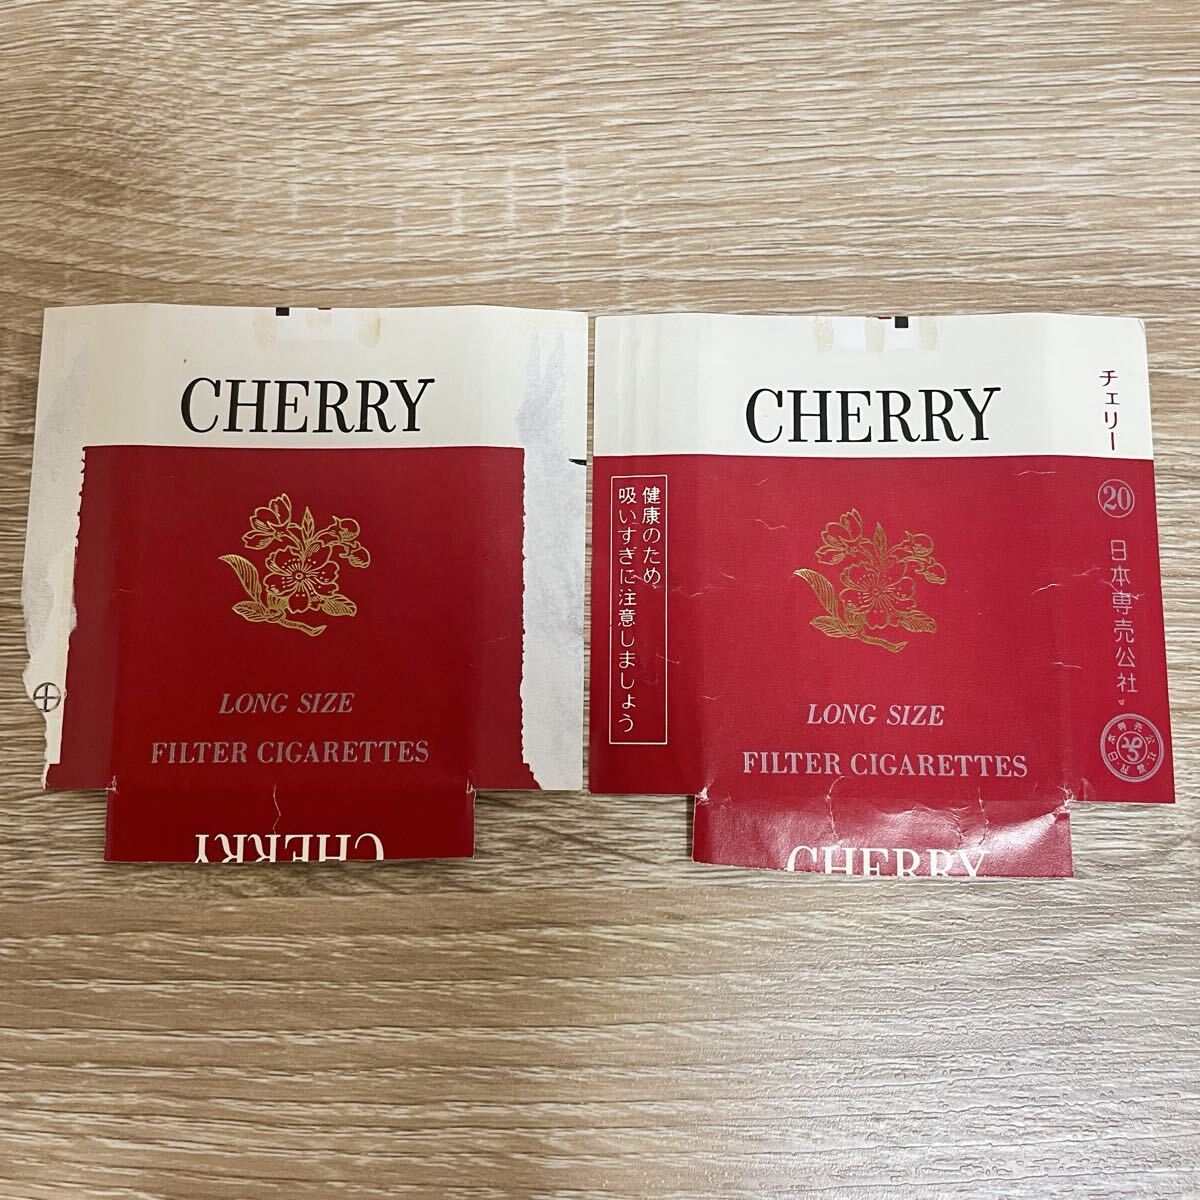 CHERRY
LONG SIZE
FILTER CIGARETTES
CHERRY
CHERRY
チェリー
20
日本専売公社
健康のため
吸いすぎに注意しましょう
LONG SIZE
FILTER CIGARETTES
CHERRY